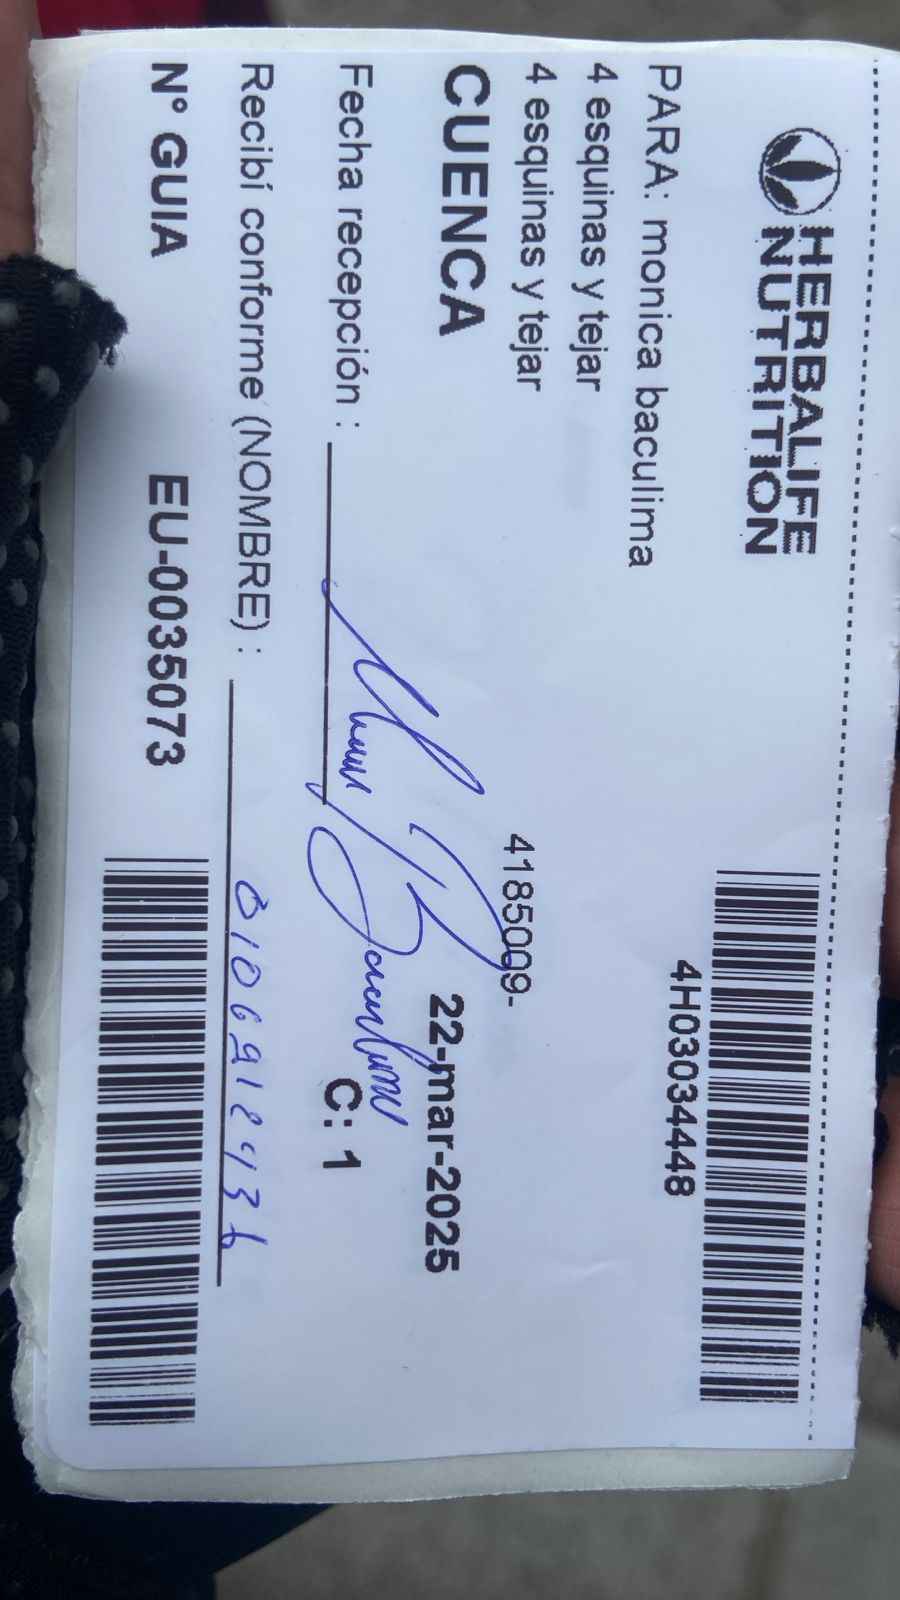 HERBALIFE
NUTRITION
4H03034448
PARA: monica baculima
4 esquinas y tejar
4 esquinas y tejar
4185009-
CUENCA
22-mar-2025
Fecha recepción :
C: 1
Recibí conforme (NOMBRE) :
N° GUIA
EU-0035073